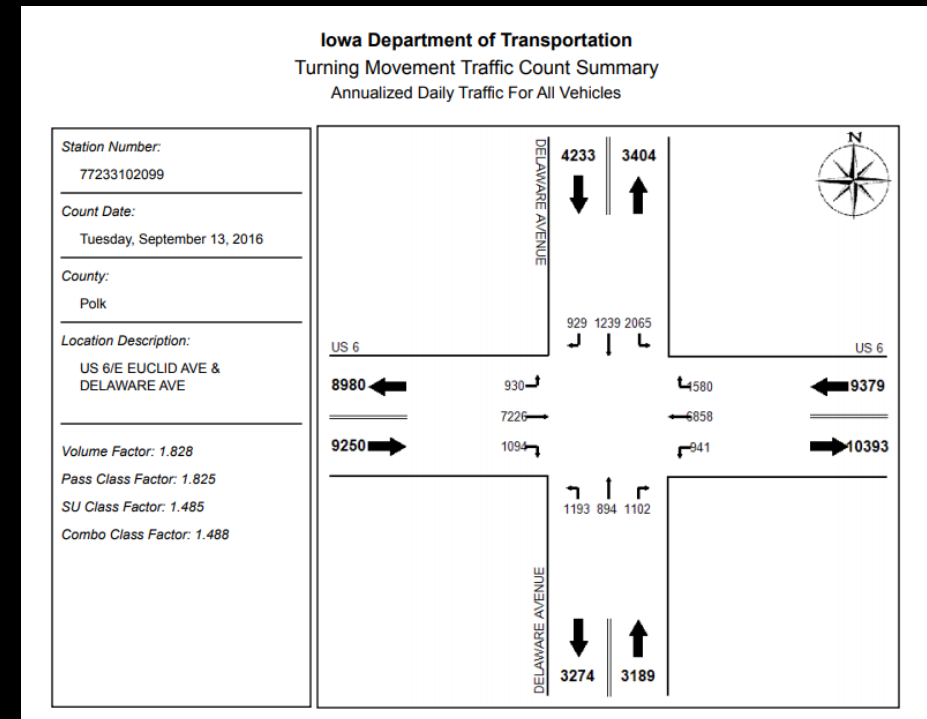 Iowa Department of Transportation
Turning Movement Traffic Count Summary
Annualized Daily Traffic For All Vehicles
Station Number:
77233102099
Count Date:
Tuesday, September 13, 2016
County:
Polk
Location Description:
US 6/E EUCLID AVE &
DELAWARE AVE
Volume Factor: 1.828
Pass Class Factor: 1.825
SU Class Factor: 1.485
Combo Class Factor: 1.488
N
DELAWARE AVENUE
4233 3404
929 1239 2065
US 6
US 6
8980
930
1580
9379
7226
6858
9250
1094
941
10393
1193 894 1102
DELAWARE AVENUE
3274 3189